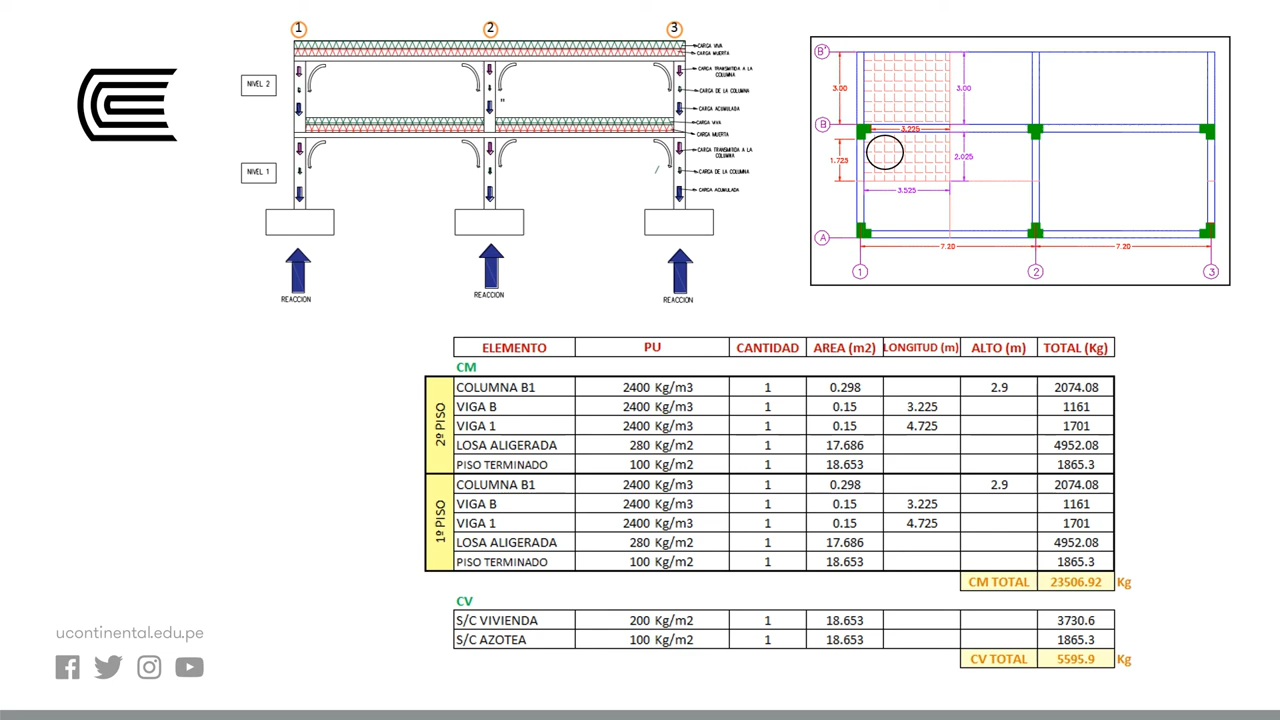 1 2 3
NIVEL 2
NIVEL 1
CARGA VIVA
CARGA MUERTA
CARGA TRANSMITIDA A LA
COLUMNA
CARGA DE LA COLUMNA
CARGA ACUMULADA
CARGA VIVA
CARGA MUERTA
CARGA TRANSMITIDA A LA
COLUMNA
CARGA DE LA COLUMNA
CARGA ACUMULADA
REACCION REACCION REACCION
B'
3.00 3.00
B
3.225
1.725 2.025
3.525
A
7.20 7.20
1 2 3
ELEMENTO PU CANTIDAD AREA (m2) LONGITUD (m) ALTO (m) TOTAL (Kg)
CM
2º PISO
COLUMNA B1 2400 Kg/m3 1 0.298 2.9 2074.08
VIGA B 2400 Kg/m3 1 0.15 3.225 1161
VIGA 1 2400 Kg/m3 1 0.15 4.725 1701
LOSA ALIGERADA 280 Kg/m2 1 17.686 4952.08
PISO TERMINADO 100 Kg/m2 1 18.653 1865.3
1º PISO
COLUMNA B1 2400 Kg/m3 1 0.298 2.9 2074.08
VIGA B 2400 Kg/m3 1 0.15 3.225 1161
VIGA 1 2400 Kg/m3 1 0.15 4.725 1701
LOSA ALIGERADA 280 Kg/m2 1 17.686 4952.08
PISO TERMINADO 100 Kg/m2 1 18.653 1865.3
CM TOTAL 23506.92 Kg
CV
S/C VIVIENDA 200 Kg/m2 1 18.653 3730.6
S/C AZOTEA 100 Kg/m2 1 18.653 1865.3
CV TOTAL 5595.9 Kg
ucontinental.edu.pe